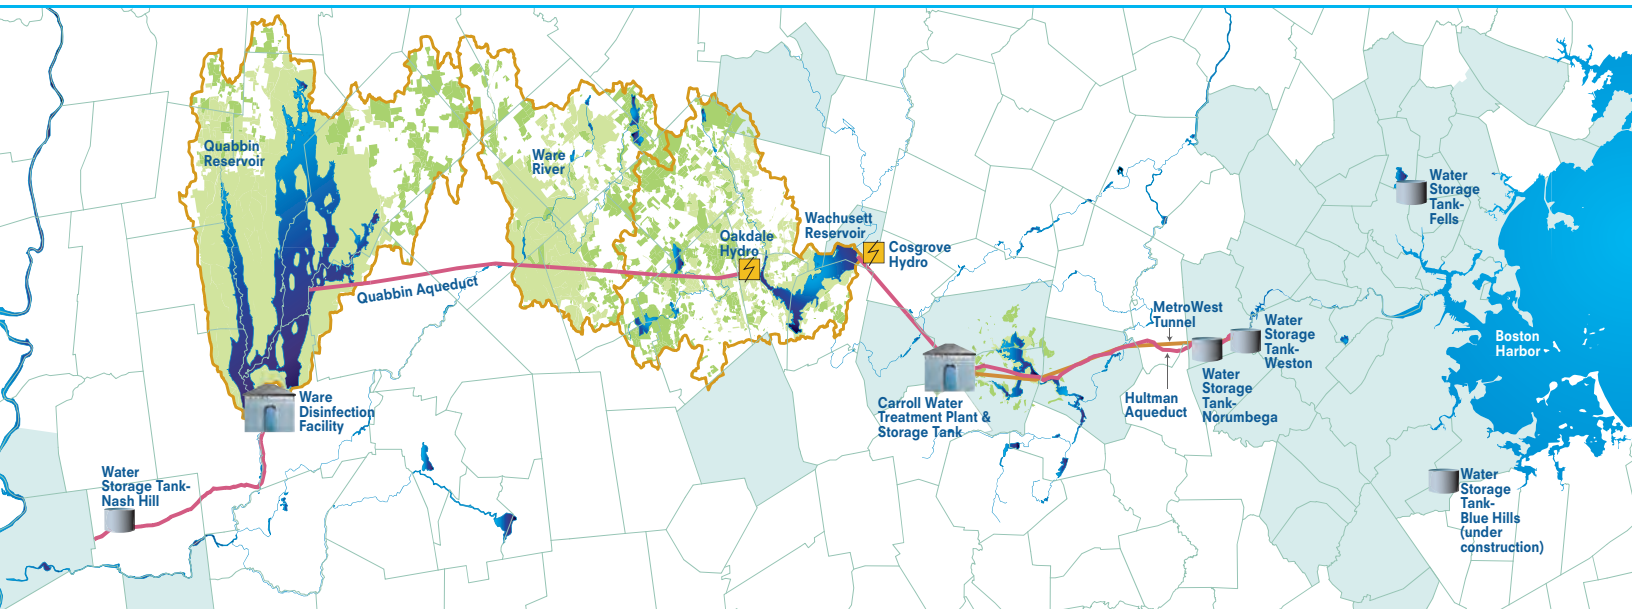 Quabbin
Reservoir
Ware
River
Wachusett
Reservoir
Oakdale
Hydro
Cosgrove
Hydro
Quabbin Aqueduct
Water
Storage
Tank-
Fells
MetroWest
Tunnel
Water
Storage
Tank-
Weston
Boston
Harbor
Water
Storage
Tank-
Norumbega
Hultman
Aqueduct
Carroll Water
Treatment Plant &
Storage Tank
Ware
Disinfection
Facility
Water
Storage Tank-
Nash Hill
Water
Storage
Tank-
Blue Hills
(under
construction)